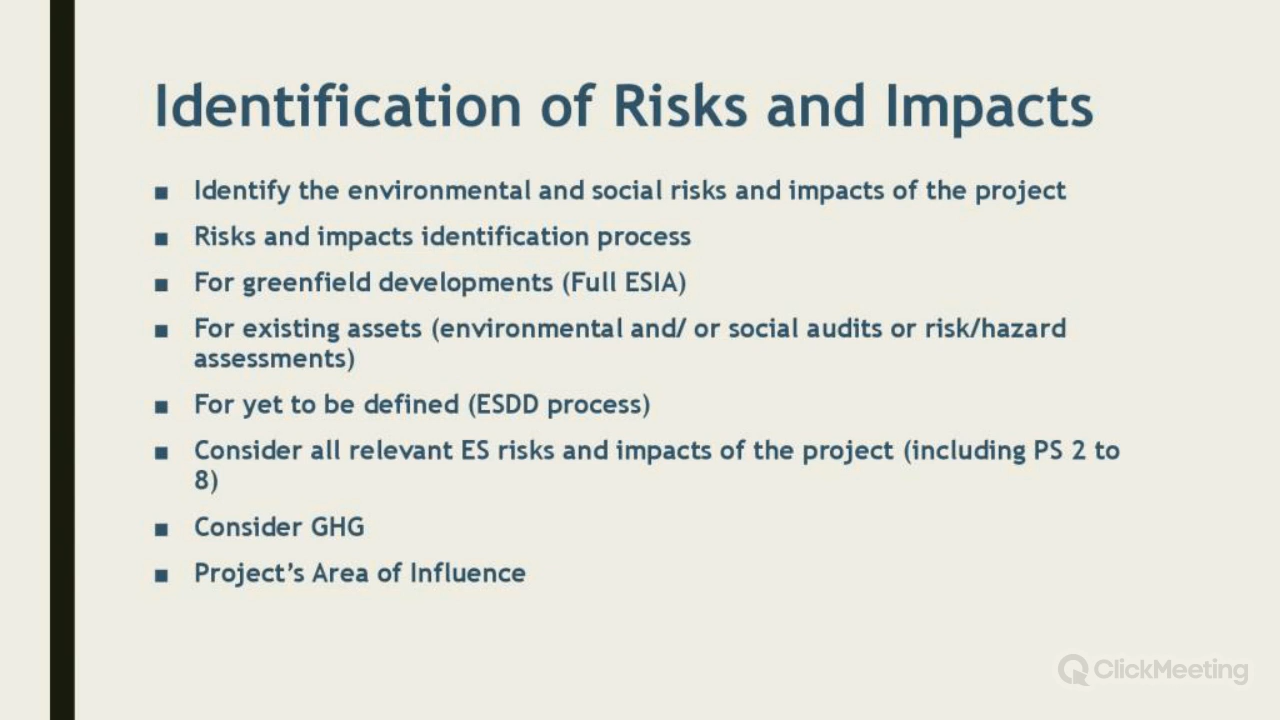 Identification of Risks and Impacts
■ Identify the environmental and social risks and impacts of the project
■ Risks and impacts identification process
■ For greenfield developments (Full ESIA)
■ For existing assets (environmental and/ or social audits or risk/hazard
assessments)
■ For yet to be defined (ESDD process)
■ Consider all relevant ES risks and impacts of the project (including PS 2 to
8)
■ Consider GHG
■ Project’s Area of Influence
ClickMeeting